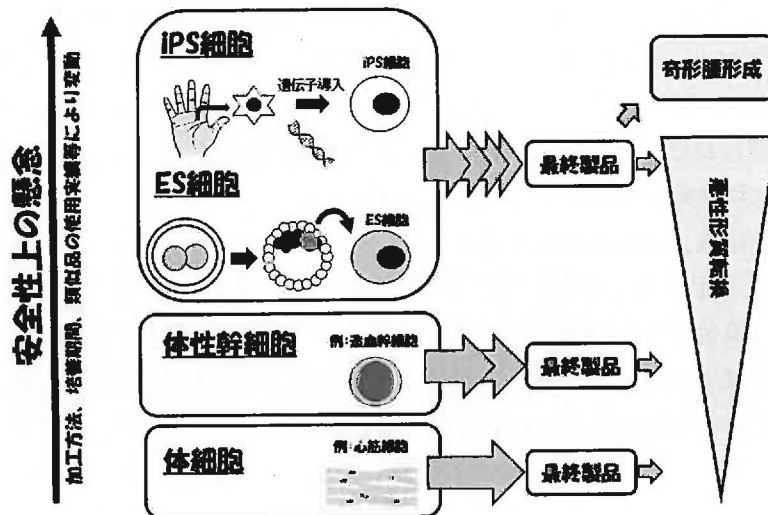 安全性上の懸念
加工方法、培養期間、類似品の使用実績等により変動
iPS細胞
遺伝子導入
iPS細胞
ES細胞
ES細胞
最終製品
奇形腫形成
悪性形質転換
体性幹細胞
例:造血幹細胞
最終製品
体細胞
例:心筋細胞
最終製品